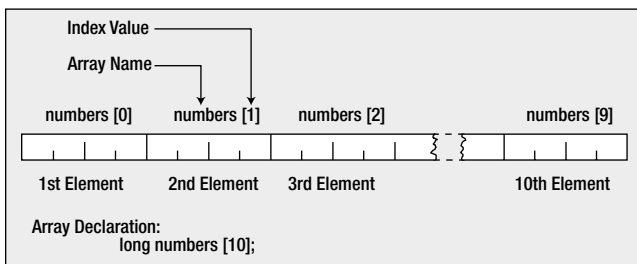 Index Value
Array Name
numbers [0] numbers [1] numbers [2] numbers [9]
1st Element 2nd Element 3rd Element 10th Element
Array Declaration:
long numbers [10];